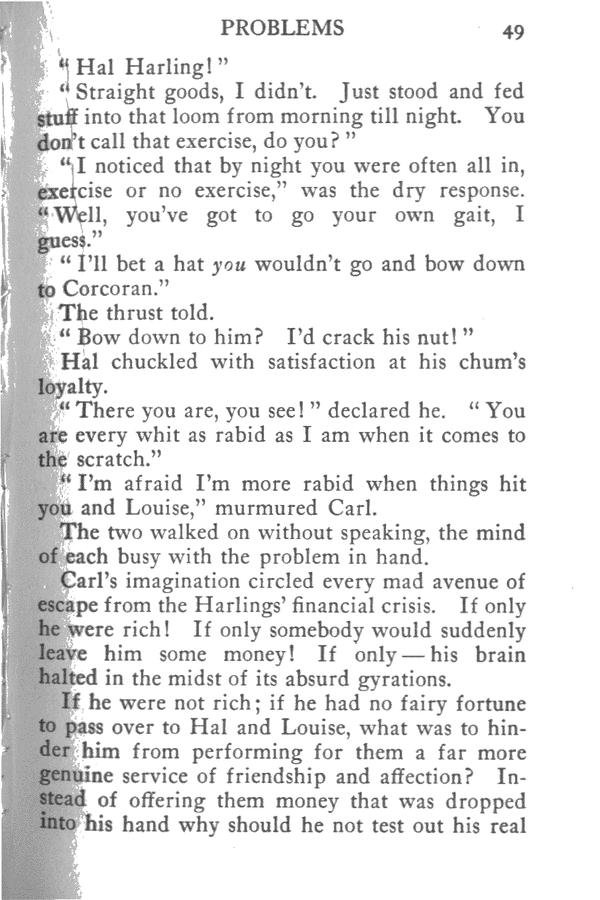 PROBLEMS 49
" Hal Harling! "
" Straight goods, I didn't. Just stood and fed
stuff into that loom from morning till night. You
don't call that exercise, do you? "
" I noticed that by night you were often all in,
exercise or no exercise," was the dry response.
" Well, you've got to go your own gait, I
guess."
" I'll bet a hat you wouldn't go and bow down
to Corcoran."
The thrust told.
" Bow down to him? I'd crack his nut! "
Hal chuckled with satisfaction at his chum's
loyalty.
" There you are, you see! " declared he. " You
are every whit as rabid as I am when it comes to
the scratch."
" I'm afraid I'm more rabid when things hit
you and Louise," murmured Carl.
The two walked on without speaking, the mind
of each busy with the problem in hand.
Carl's imagination circled every mad avenue of
escape from the Harlings' financial crisis. If only
he were rich! If only somebody would suddenly
leave him some money! If only — his brain
halted in the midst of its absurd gyrations.
If he were not rich; if he had no fairy fortune
to pass over to Hal and Louise, what was to hin-
der him from performing for them a far more
genuine service of friendship and affection? In-
stead of offering them money that was dropped
into his hand why should he not test out his real